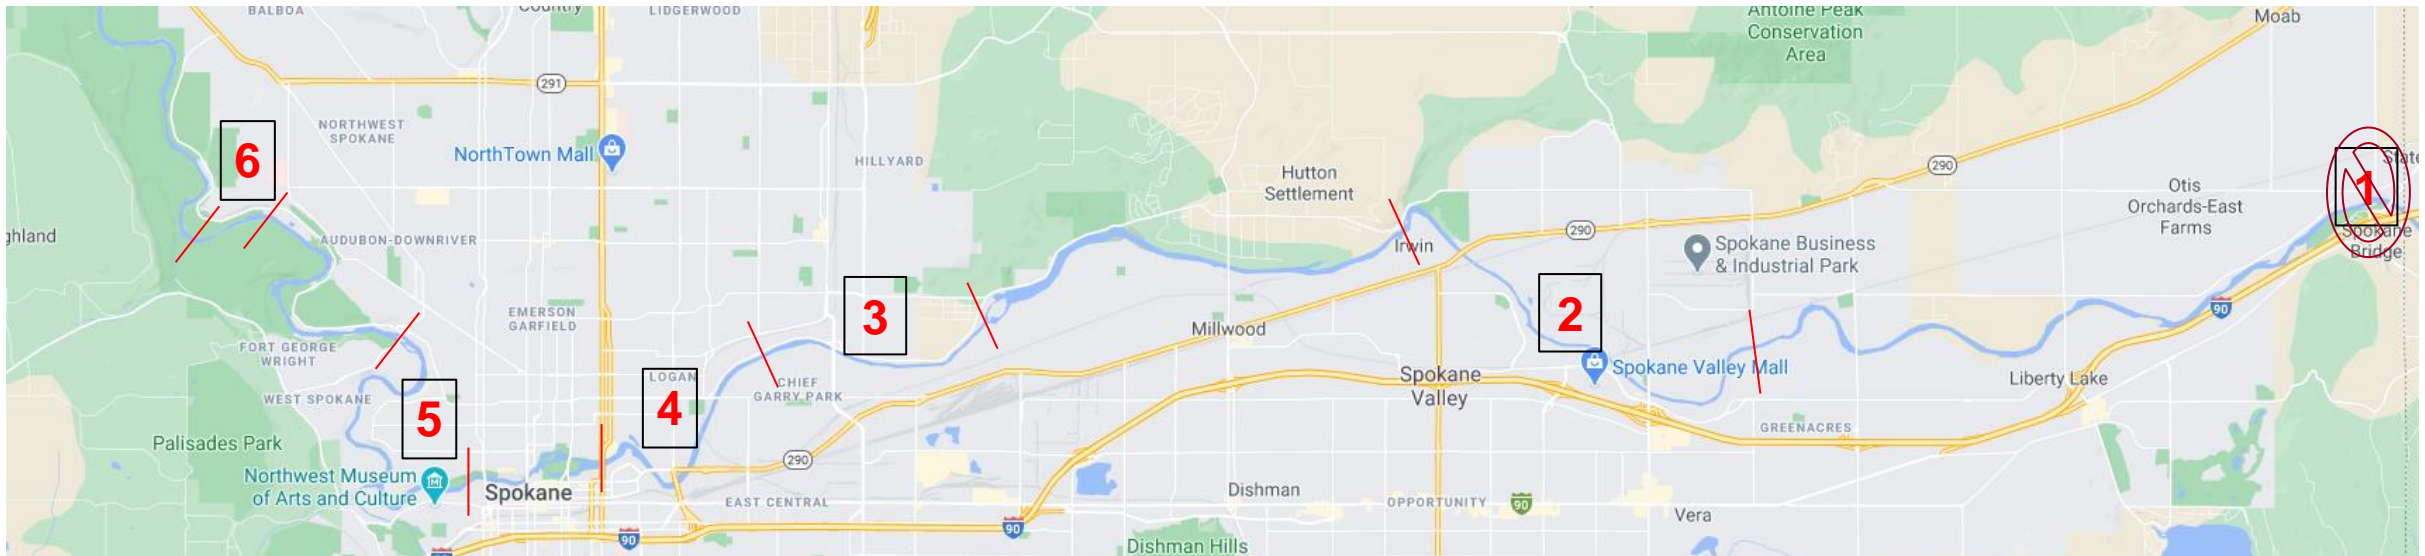 BALBOA
Country
LIDGERWOOD
Antoine Peak
Conservation
Area
Moab
291
NORTHWEST
SPOKANE
NorthTown Mall
HILLYARD
6
Hutton
Settlement
290
State
1
Otis
Orchards-East
Farms
Spokane
Bridge
AUDUBON-DOWNRIVER
Irwin
290
Spokane Business
& Industrial Park
EMERSON
GARFIELD
3
2
Millwood
90
FORT GEORGE
WRIGHT
LOGAN
CHIEF
GARRY PARK
Spokane
Valley
Spokane Valley Mall
Liberty Lake
WEST SPOKANE
5
4
GREENACRES
Palisades Park
Northwest Museum
of Arts and Culture
Spokane
290
EAST CENTRAL
Dishman
OPPORTUNITY
90
Vera
90
90
Dishman Hills